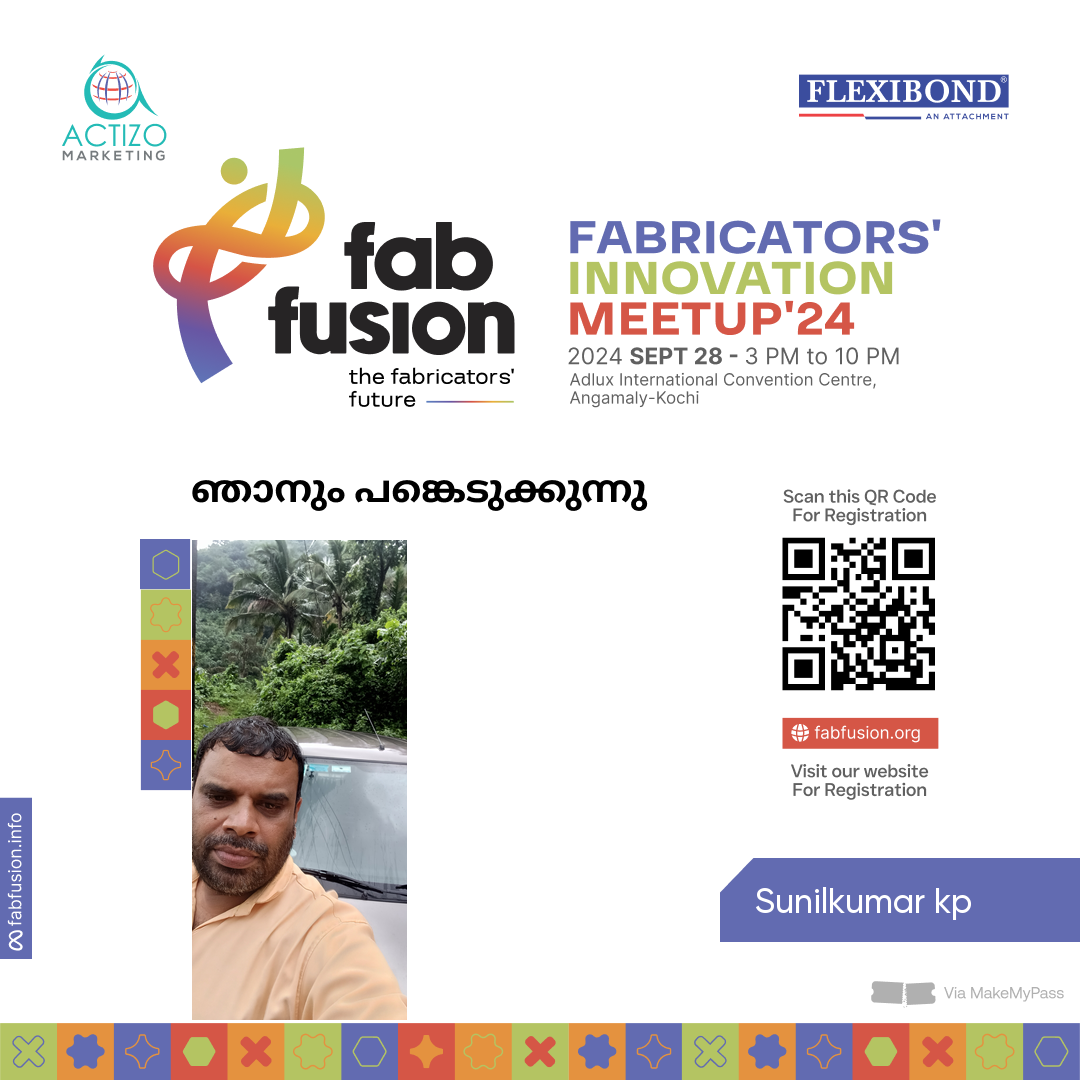 ACTIZO
MARKETING
FLEXIBOND®
AN ATTACHMENT
fab
fusion
the fabricators'
future
FABRICATORS'
INNOVATION
MEETUP'24
2024 SEPT 28 - 3 PM to 10 PM
Adlux International Convention Centre,
Angamaly-Kochi
ഞാനും പങ്കെടുക്കുന്നു
Scan this QR Code
For Registration
fabfusion.org
Visit our website
For Registration
fabfusion.info
Sunilkumar kp
Via MakeMyPass